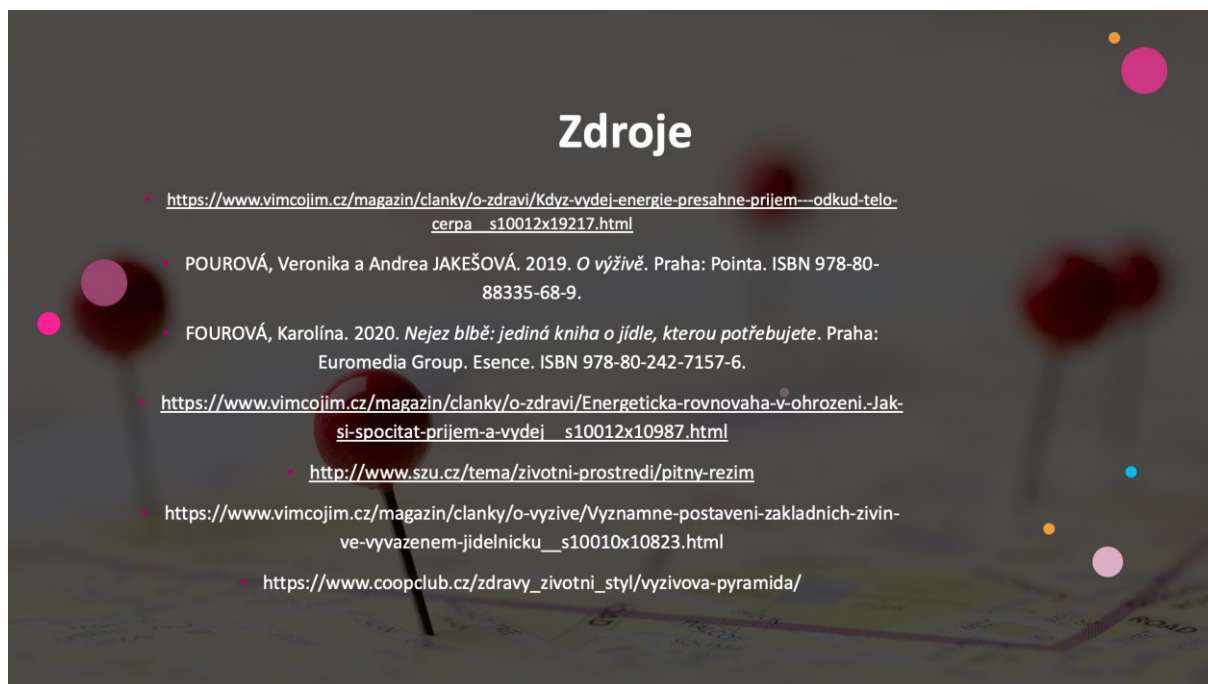 Zdroje
• https://www.vimcojim.cz/magazin/clanky/o-zdravi/Kdyz-vydej-energie-presahne-prijem---odkud-telo-
cerpa__s10012x19217.html
• POUROVÁ, Veronika a Andrea JAKEŠOVÁ. 2019. O výživě. Praha: Pointa. ISBN 978-80-
88335-68-9.
• FOUROVÁ, Karolína. 2020. Nejez blbě: jediná kniha o jídle, kterou potřebujete. Praha:
Euromedia Group. Esence. ISBN 978-80-242-7157-6.
• https://www.vimcojim.cz/magazin/clanky/o-zdravi/Energeticka-rovnovaha-v-ohrozeni.-Jak-
si-spocitat-prijem-a-vydej__s10012x10987.html
• http://www.szu.cz/tema/zivotni-prostredi/pitny-rezim
• https://www.vimcojim.cz/magazin/clanky/o-vyzive/Vyznamne-postaveni-zakladnich-zivin-
ve-vyvazenem-jidelnicku__s10010x10823.html
• https://www.coopclub.cz/zdravy_zivotni_styl/vyzivova-pyramida/
ROAD